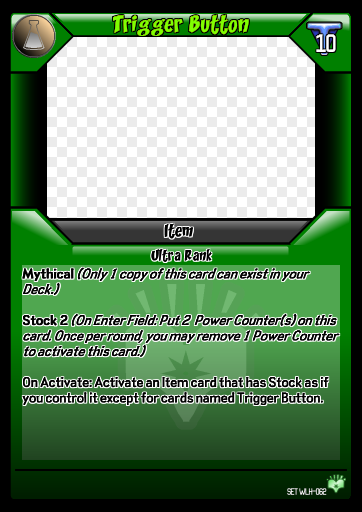 Trigger Button
10
Item
Ultra Rank
Mythical (Only 1 copy of this card can exist in your
Deck.)
Stock 2 (On Enter Field: Put 2 Power Counter(s) on this
card. Once per round, you may remove 1 Power Counter
to activate this card.)
On Activate: Activate an Item card that has Stock as if
you control it except for cards named Trigger Button.
SET WLH-062